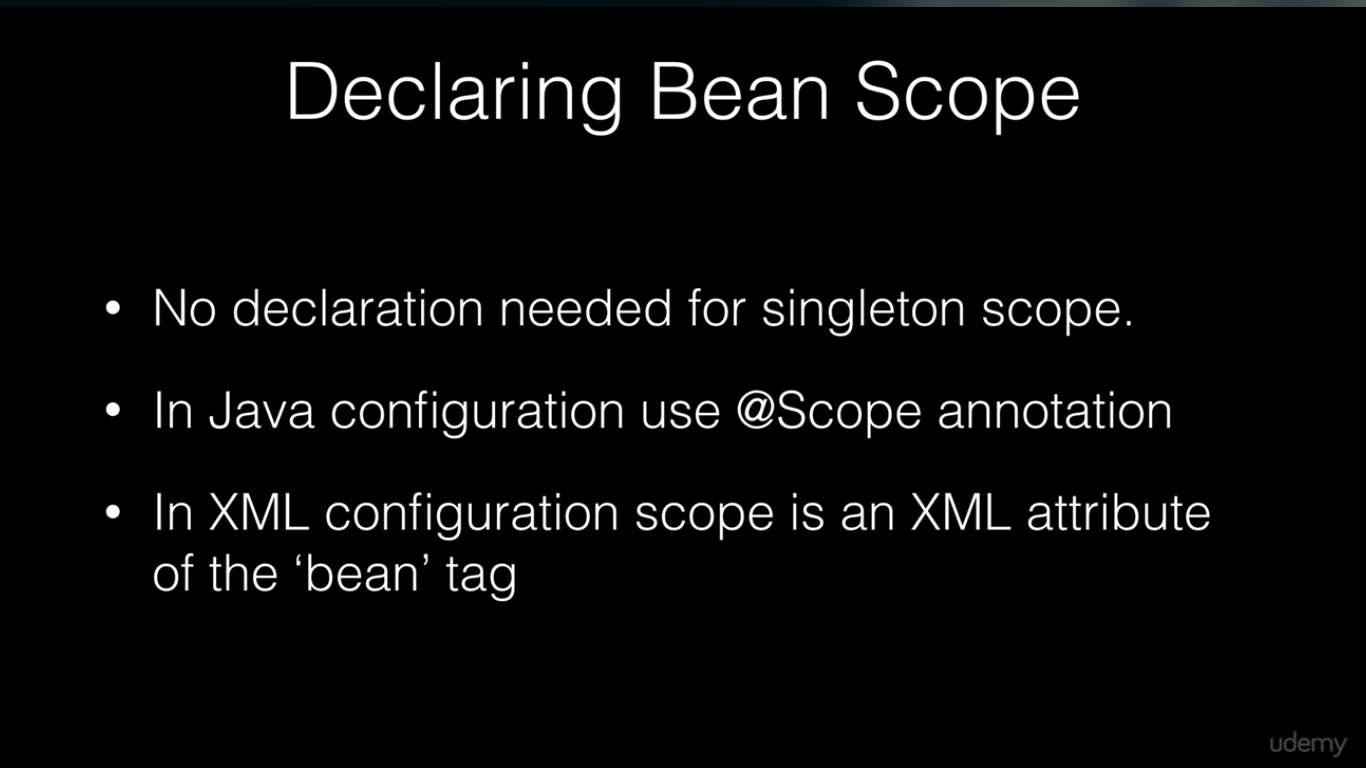 Declaring Bean Scope
• No declaration needed for singleton scope.
• In Java configuration use @Scope annotation
• In XML configuration scope is an XML attribute
of the ‘bean’ tag
udemy